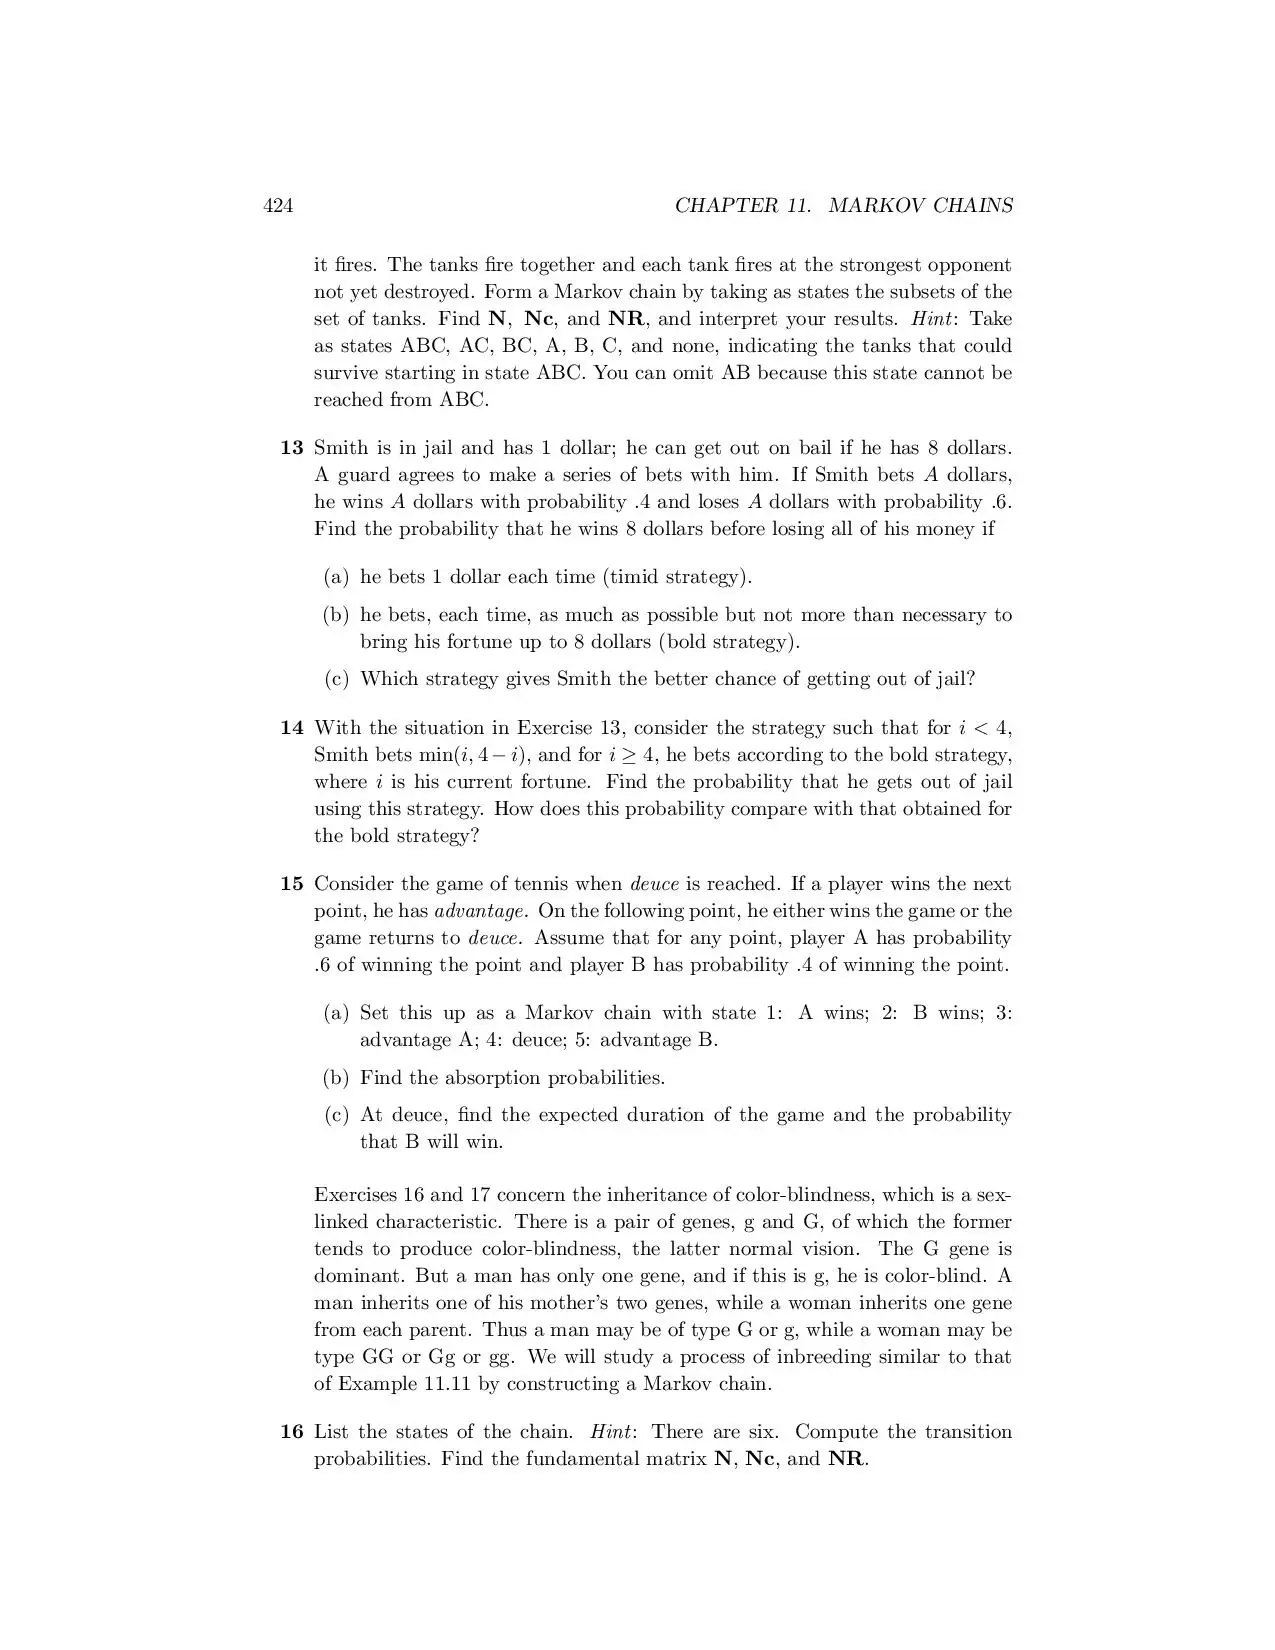 424 CHAPTER 11. MARKOV CHAINS
it fires. The tanks fire together and each tank fires at the strongest opponent
not yet destroyed. Form a Markov chain by taking as states the subsets of the
set of tanks. Find N, Nc, and NR, and interpret your results. Hint: Take
as states ABC, AC, BC, A, B, C, and none, indicating the tanks that could
survive starting in state ABC. You can omit AB because this state cannot be
reached from ABC.
13 Smith is in jail and has 1 dollar; he can get out on bail if he has 8 dollars.
A guard agrees to make a series of bets with him. If Smith bets A dollars,
he wins A dollars with probability .4 and loses A dollars with probability .6.
Find the probability that he wins 8 dollars before losing all of his money if
(a) he bets 1 dollar each time (timid strategy).
(b) he bets, each time, as much as possible but not more than necessary to
bring his fortune up to 8 dollars (bold strategy).
(c) Which strategy gives Smith the better chance of getting out of jail?
14 With the situation in Exercise 13, consider the strategy such that for i < 4,
Smith bets min(i, 4 − i), and for i ≥ 4, he bets according to the bold strategy,
where i is his current fortune. Find the probability that he gets out of jail
using this strategy. How does this probability compare with that obtained for
the bold strategy?
15 Consider the game of tennis when deuce is reached. If a player wins the next
point, he has advantage. On the following point, he either wins the game or the
game returns to deuce. Assume that for any point, player A has probability
.6 of winning the point and player B has probability .4 of winning the point.
(a) Set this up as a Markov chain with state 1: A wins; 2: B wins; 3:
advantage A; 4: deuce; 5: advantage B.
(b) Find the absorption probabilities.
(c) At deuce, find the expected duration of the game and the probability
that B will win.
Exercises 16 and 17 concern the inheritance of color-blindness, which is a sex-
linked characteristic. There is a pair of genes, g and G, of which the former
tends to produce color-blindness, the latter normal vision. The G gene is
dominant. But a man has only one gene, and if this is g, he is color-blind. A
man inherits one of his mother's two genes, while a woman inherits one gene
from each parent. Thus a man may be of type G or g, while a woman may be
type GG or Gg or gg. We will study a process of inbreeding similar to that
of Example 11.11 by constructing a Markov chain.
16 List the states of the chain. Hint: There are six. Compute the transition
probabilities. Find the fundamental matrix N, Nc, and NR.